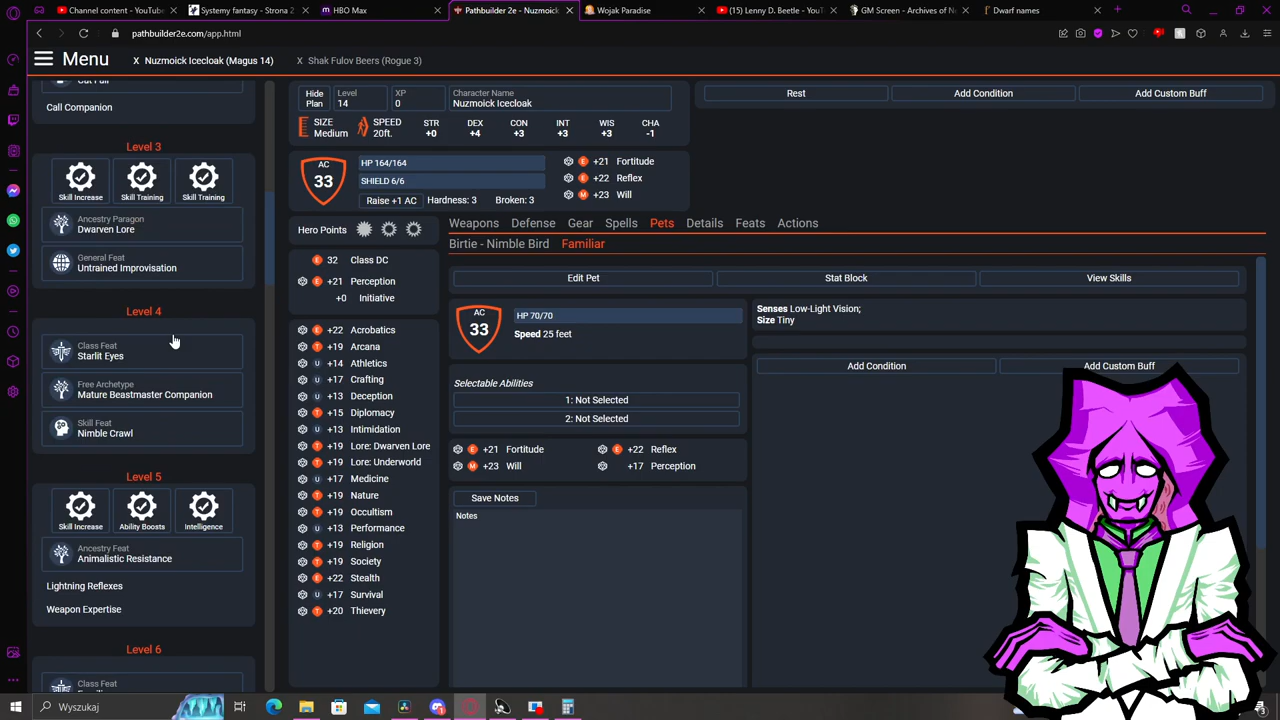 Channel content - YouT
Systemy fantasy - Strona 2
HBO Max
Pathbuilder 2e - Nuzmoick
Wojak Paradise
(15) Lenny D. Beetle - YouT
GM Screen - Archives of Ne
Dwarf names
pathbuilder2e.com/app.html
Menu
X Nuzmoick Icecloak (Magus 14)
X Shak Fulov Beers (Rogue 3)
Call Companion
Level 3
Skill Increase
Skill Training
Skill Training
Ancestry Paragon
Dwarven Lore
General Feat
Untrained Improvisation
Level 4
Class Feat
Starlit Eyes
Free Archetype
Mature Beastmaster Companion
Skill Feat
Nimble Crawl
Level 5
Skill Increase
Ability Boosts
Intelligence
Ancestry Feat
Animalistic Resistance
Lightning Reflexes
Weapon Expertise
Level 6
Class Feat
Hide Plan
Level
14
XP
0
Character Name
Nuzmoick Icecloak
SIZE
Medium
SPEED
20ft.
STR
+0
DEX
+4
CON
+3
INT
+3
WIS
+3
CHA
-1
AC
33
HP 164/164
SHIELD 6/6
Raise +1 AC
Hardness: 3
Broken: 3
E +21 Fortitude
E +22 Reflex
M +23 Will
Rest
Add Condition
Add Custom Buff
Hero Points
E 32 Class DC
E +21 Perception
+0 Initiative
E +22 Acrobatics
T +19 Arcana
U +14 Athletics
U +17 Crafting
U +13 Deception
T +15 Diplomacy
U +13 Intimidation
T +19 Lore: Dwarven Lore
T +19 Lore: Underworld
U +17 Medicine
T +19 Nature
T +19 Occultism
U +13 Performance
T +19 Religion
T +19 Society
E +22 Stealth
U +17 Survival
T +20 Thievery
Weapons
Defense
Gear
Spells
Pets
Details
Feats
Actions
Birtie - Nimble Bird
Familiar
Edit Pet
Stat Block
View Skills
AC
33
HP 70/70
Speed 25 feet
Senses Low-Light Vision;
Size Tiny
Add Condition
Add Custom Buff
Selectable Abilities
1: Not Selected
2: Not Selected
E +21 Fortitude
E +22 Reflex
M +23 Will
+17 Perception
Save Notes
Notes
Wyszukaj